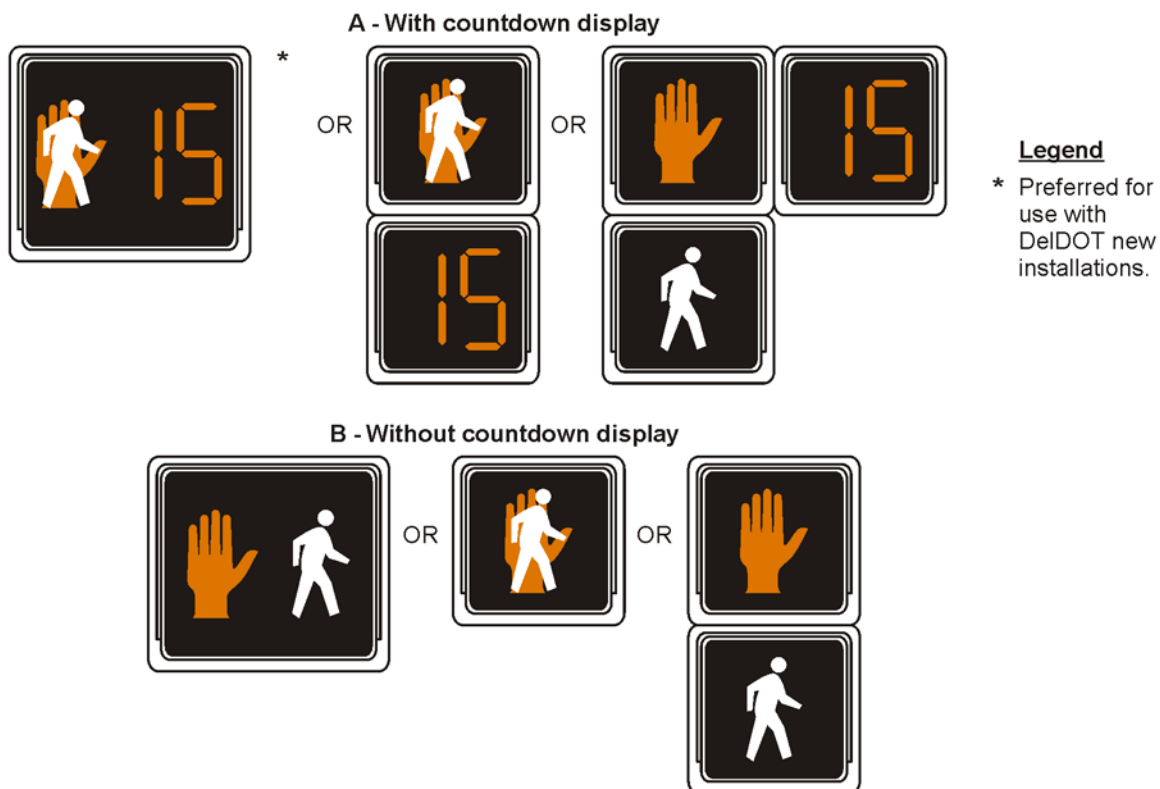 A - With countdown display
15
*
OR
OR
15
15
Legend
* Preferred for
use with
DelDOT new
installations.
B - Without countdown display
OR
OR